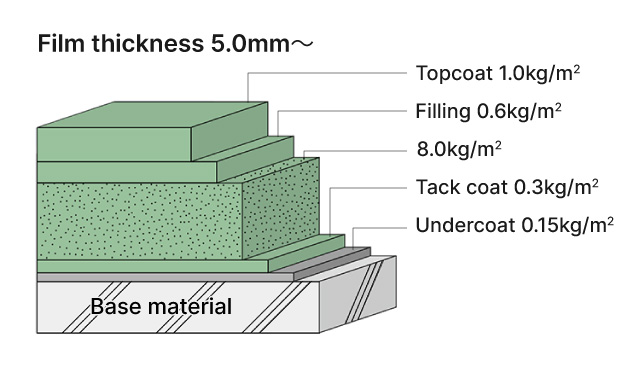 Film thickness 5.0mm～
Topcoat 1.0kg/m²
Filling 0.6kg/m²
8.0kg/m²
Tack coat 0.3kg/m²
Undercoat 0.15kg/m²
Base material